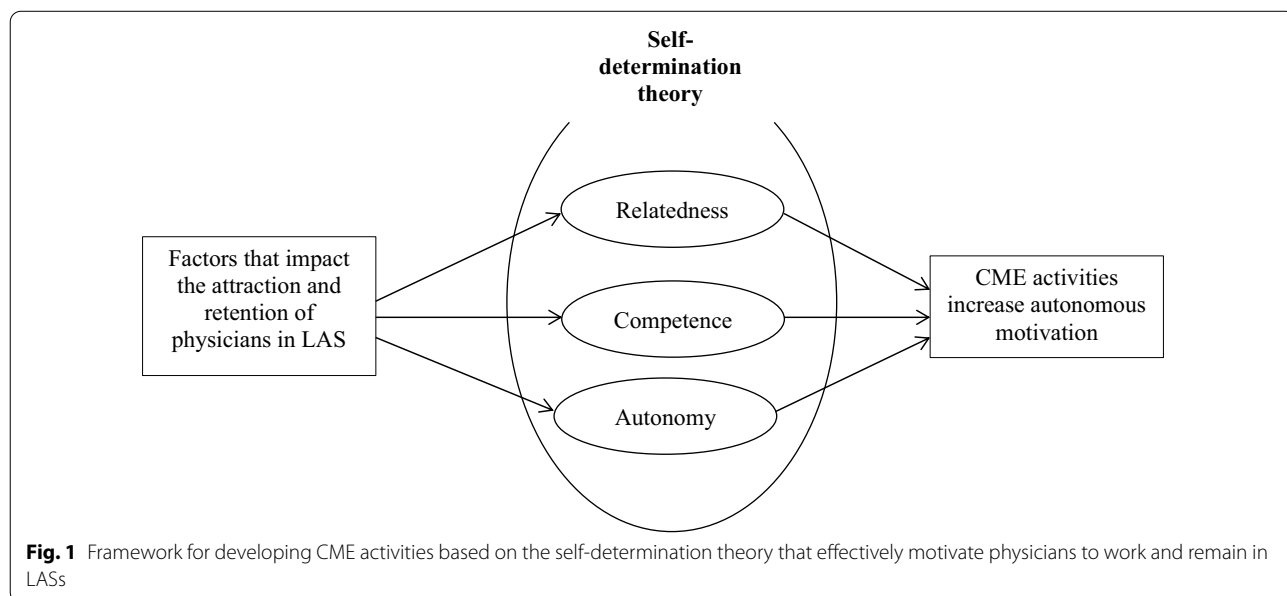 Self-
determination
theory
Relatedness
Factors that impact
the attraction and
retention of
physicians in LAS
Competence
CME activities
increase autonomous
motivation
Autonomy
Fig. 1 Framework for developing CME activities based on the self-determination theory that effectively motivate physicians to work and remain in
LASs